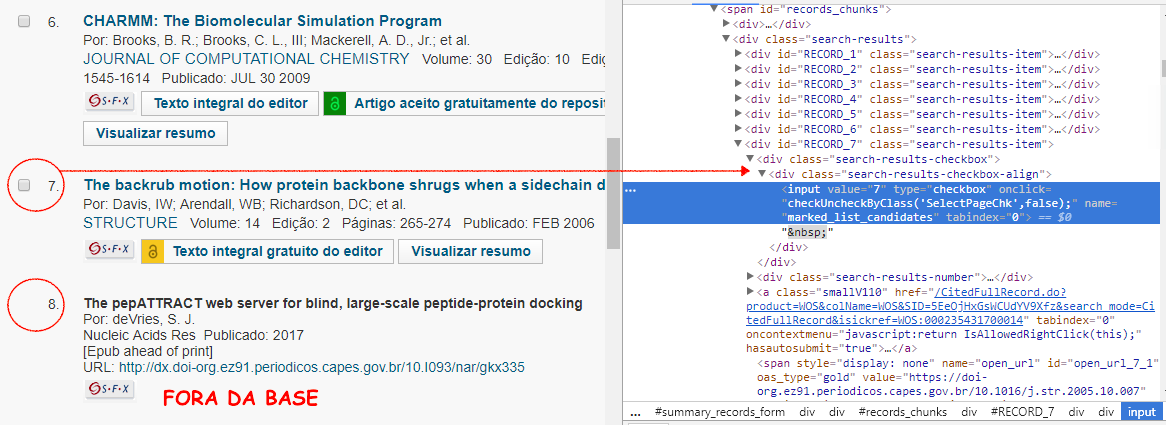 6. CHARMM: The Biomolecular Simulation Program
Por: Brooks, B. R.; Brooks, C. L., III; Mackerell, A. D., Jr.; et al.
JOURNAL OF COMPUTATIONAL CHEMISTRY Volume: 30 Edição: 10 Edi
1545-1614 Publicado: JUL 30 2009
S·F·X Texto integral do editor Artigo aceito gratuitamente do reposit
Visualizar resumo
7. The backrub motion: How protein backbone shrugs when a sidechain d
Por: Davis, IW; Arendall, WB; Richardson, DC; et al.
STRUCTURE Volume: 14 Edição: 2 Páginas: 265-274 Publicado: FEB 2006
S·F·X Texto integral gratuito do editor Visualizar resumo
8. The pepATTRACT web server for blind, large-scale peptide-protein docking
Por: deVries, S. J.
Nucleic Acids Res Publicado: 2017
[Epub ahead of print]
URL: http://dx.doi-org.ez91.periodicos.capes.gov.br/10.I093/nar/gkx335
S·F·X FORA DA BASE
<span id="records_chunks">
<div>…</div>
<div class="search-results">
<div id="RECORD_1" class="search-results-item">…</div>
<div id="RECORD_2" class="search-results-item">…</div>
<div id="RECORD_3" class="search-results-item">…</div>
<div id="RECORD_4" class="search-results-item">…</div>
<div id="RECORD_5" class="search-results-item">…</div>
<div id="RECORD_6" class="search-results-item">…</div>
<div id="RECORD_7" class="search-results-item">
<div class="search-results-checkbox">
<div class="search-results-checkbox-align">
… <input value="7" type="checkbox" onclick=
"checkUncheckByClass('SelectPageChk',false);" name=
"marked_list_candidates" tabindex="0"> == $0
"&nbsp;"
</div>
</div>
<div class="search-results-number">…</div>
<a class="smallV110" href="/CitedFullRecord.do?
product=WOS&colName=WOS&SID=5EeOjHxGsWCUdYV9Xfz&search_mode=Ci
tedFullRecord&isickref=WOS:000235431700014" tabindex="0"
oncontextmenu="javascript:return IsAllowedRightClick(this);"
hasautosubmit="true">…</a>
<span style="display: none" name="open_url" id="open_url_7_1"
oas_type="gold" value="https://doi-
org.ez91.periodicos.capes.gov.br/10.1016/j.str.2005.10.007"
… #summary_records_form div div #records_chunks div #RECORD_7 div div input